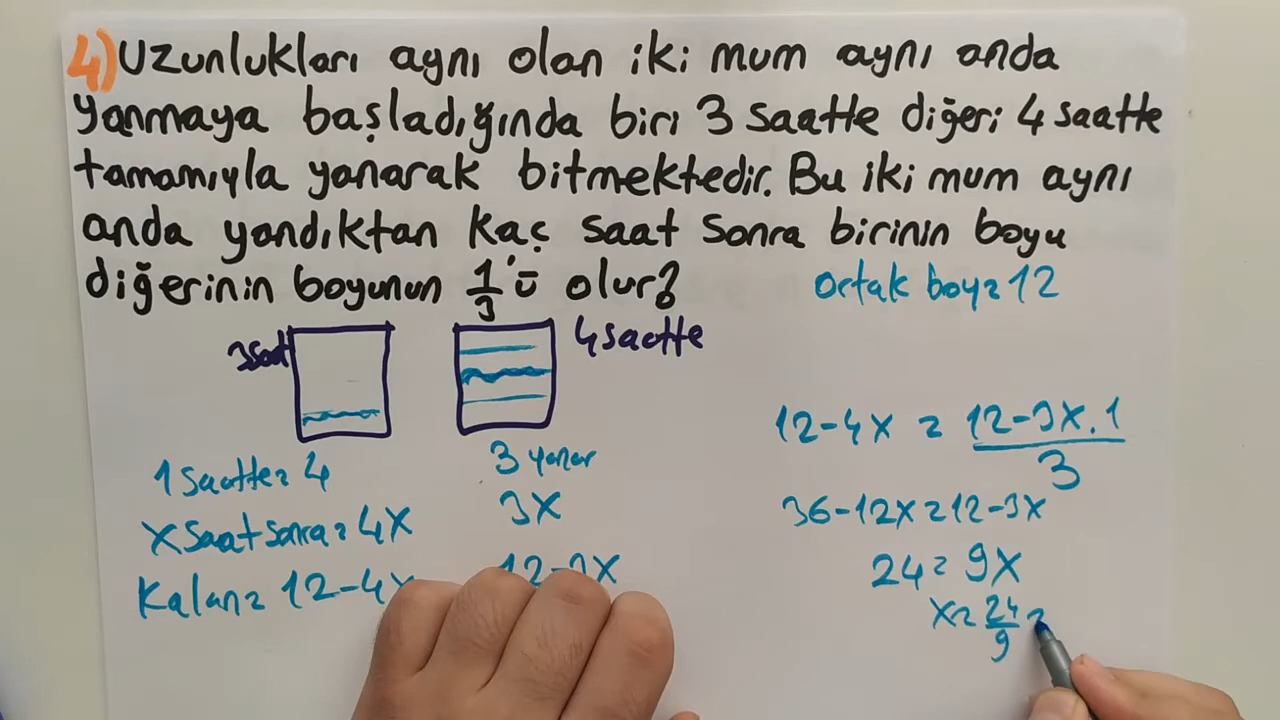 4) Uzunlukları aynı olan iki mum aynı anda
yanmaya başladığında biri 3 saatte diğeri 4 saatte
tamamıyla yanarak bitmektedir. Bu iki mum aynı
anda yandıktan kaç saat sonra birinin boyu
diğerinin boyunun 1/3'ü olur?
Ortak boy = 12
3 saat
4 saatte
1 saatte = 4
3 yanar
x saat sonra = 4x
3x
Kalan = 12-4x
12-3x
12-4x = 12-3x.1/3
36-12x = 12-3x
24 = 9x
x = 24/9 =